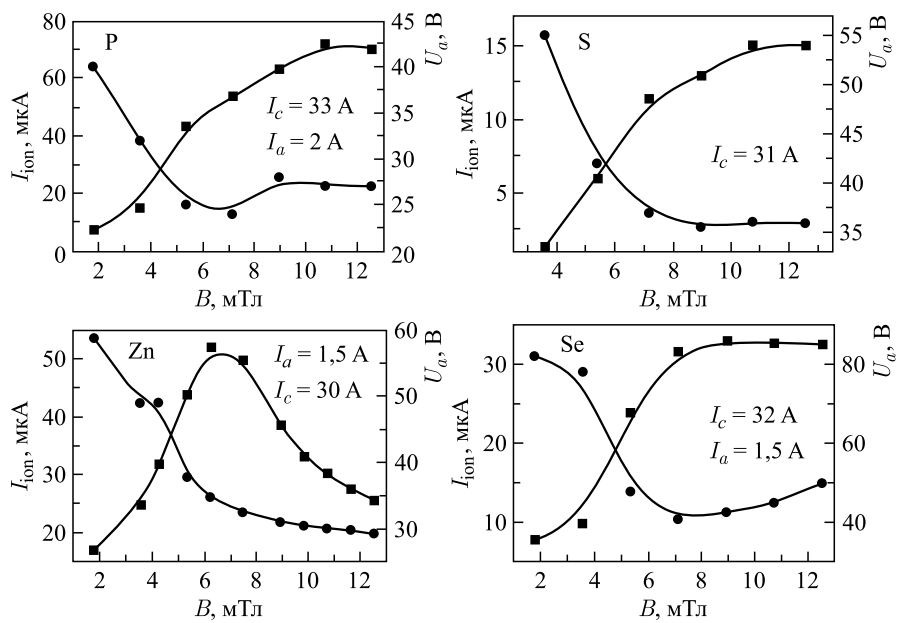 P
I_c = 33 А
I_a = 2 А
I_ion, мкА
80
60
40
20
0
U_a, В
45
40
35
30
25
20
2 4 6 8 10 12
B, мТл
S
I_c = 31 А
I_ion, мкА
15
10
5
U_a, В
55
50
45
40
35
4 6 8 10 12
B, мТл
Zn
I_a = 1,5 А
I_c = 30 А
I_ion, мкА
50
40
30
20
U_a, В
60
50
40
30
2 4 6 8 10 12
B, мТл
Se
I_c = 32 А
I_a = 1,5 А
I_ion, мкА
30
20
10
U_a, В
80
60
40
2 4 6 8 10 12
B, мТл